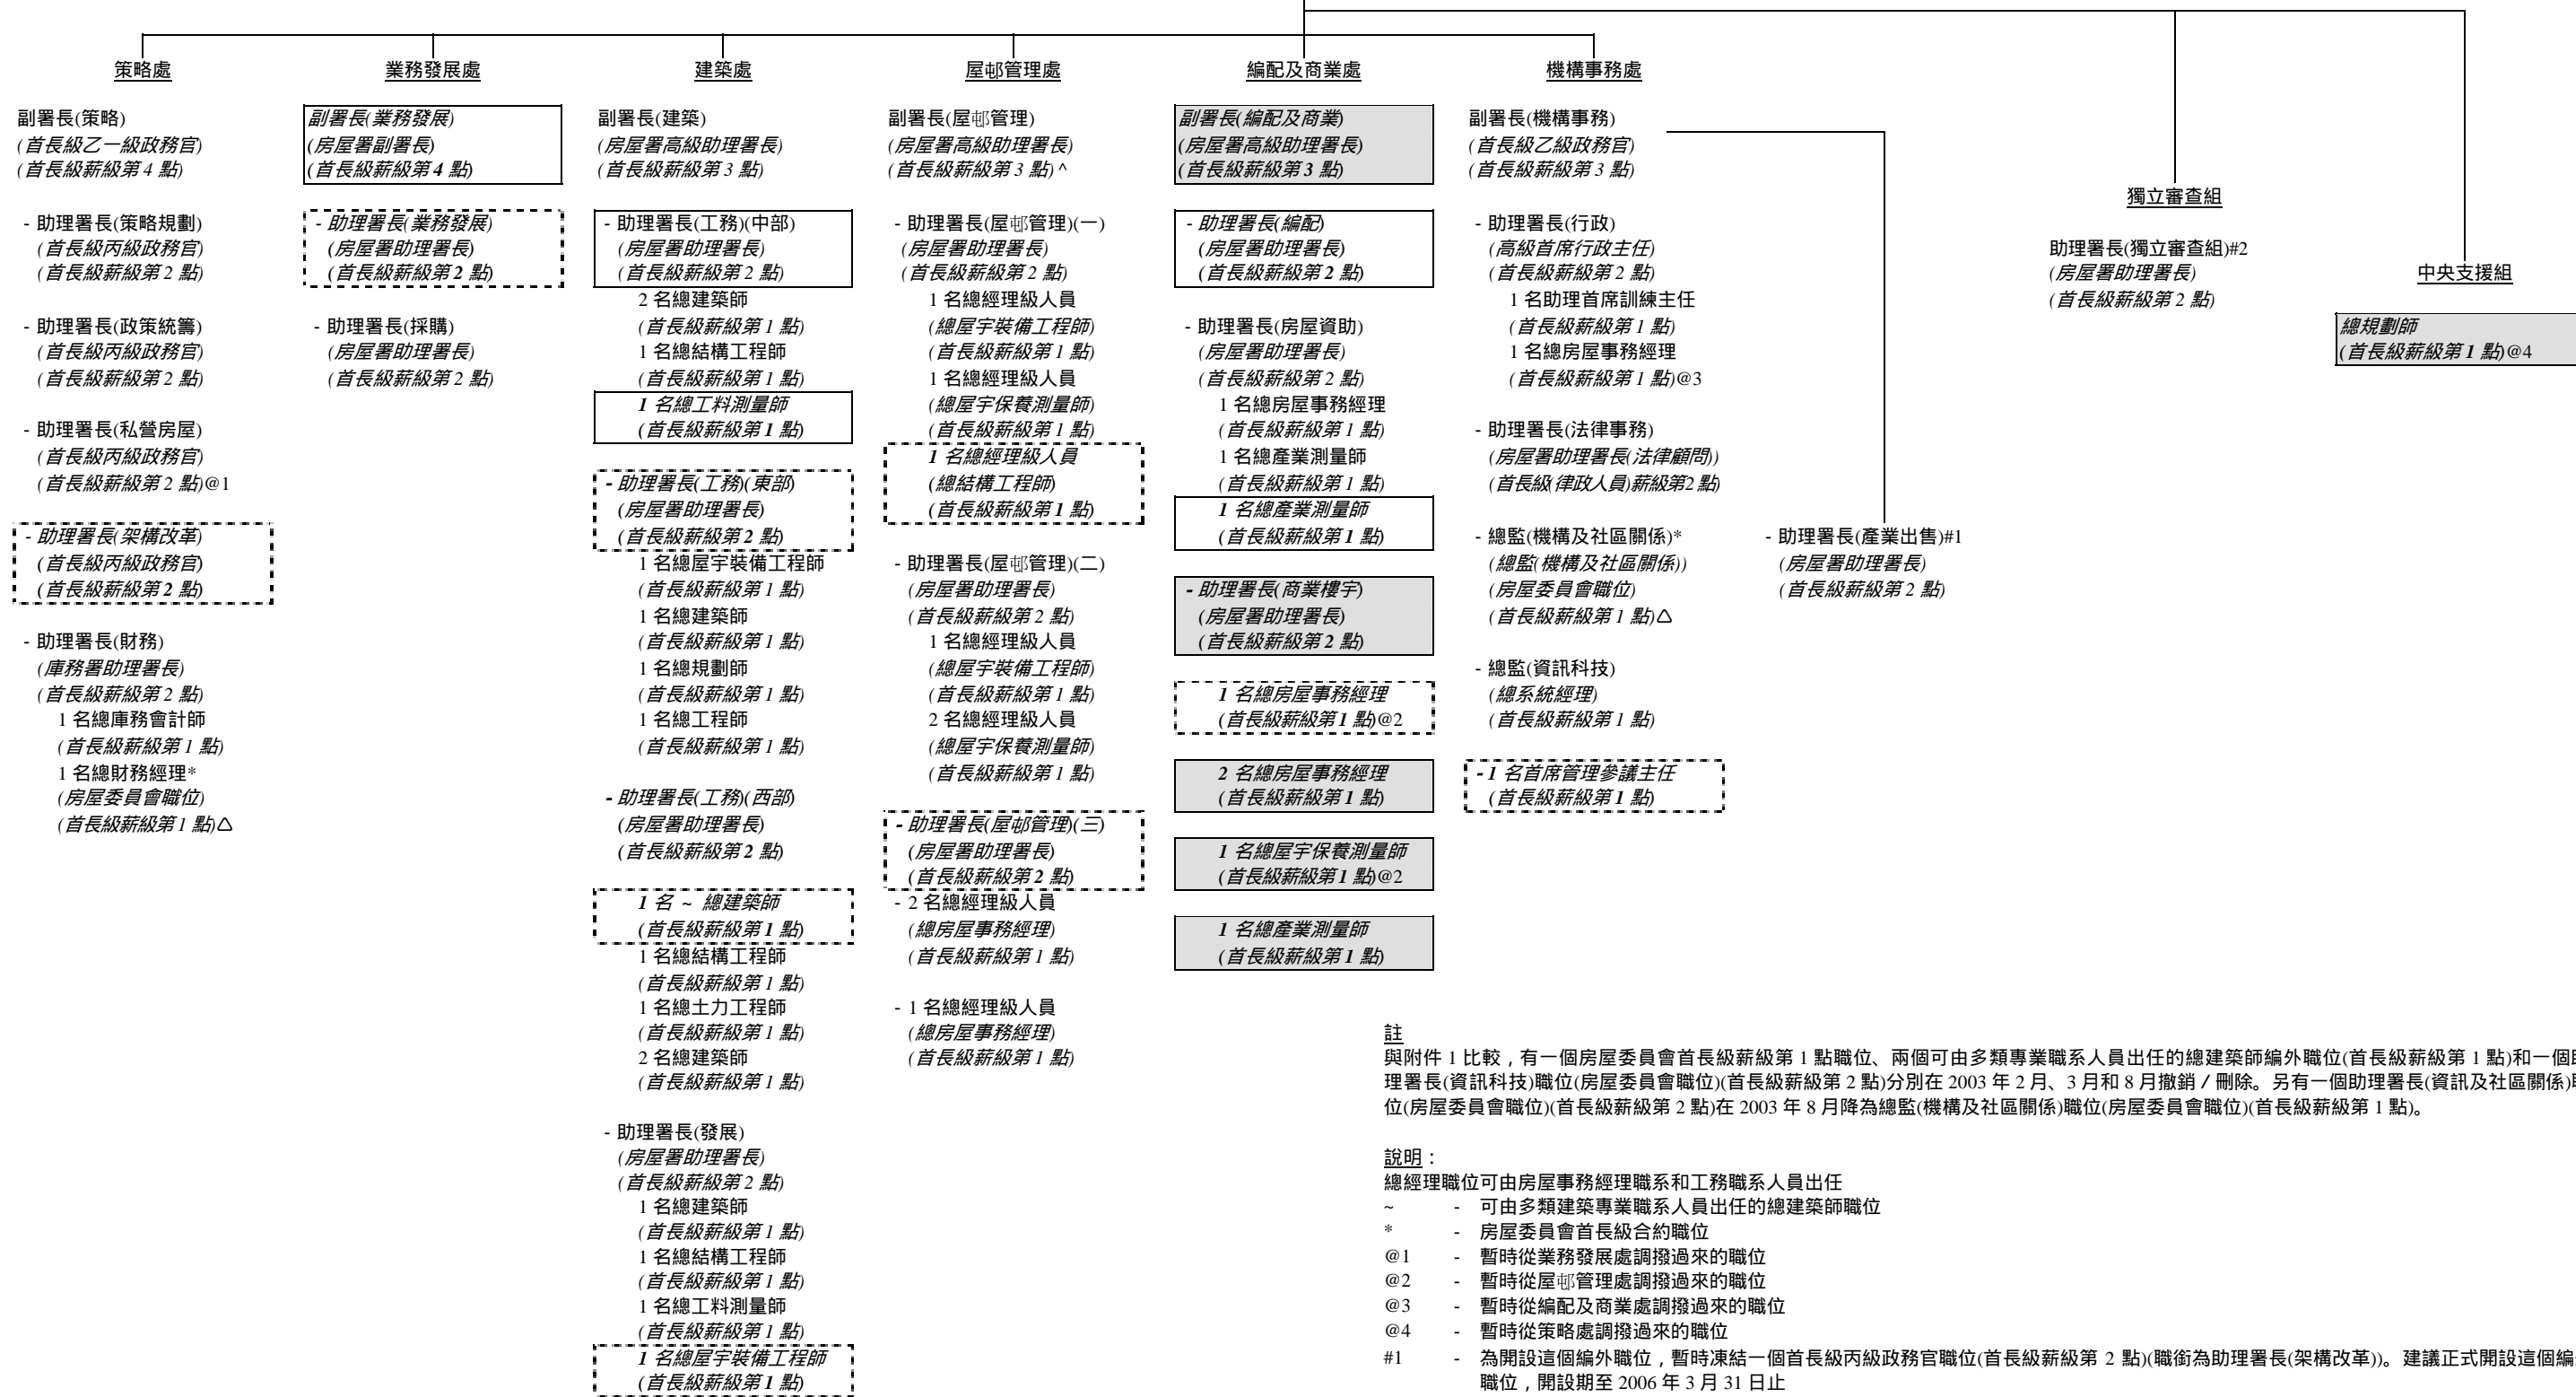 策略處
副署長(策略)
(首長級乙一級政務官)
(首長級薪級第 4 點)
- 助理署長(策略規劃)
(首長級丙級政務官)
(首長級薪級第 2 點)
- 助理署長(政策統籌)
(首長級丙級政務官)
(首長級薪級第 2 點)
- 助理署長(私營房屋)
(首長級丙級政務官)
(首長級薪級第 2 點)@1
- 助理署長(架構改革)
(首長級丙級政務官)
(首長級薪級第 2 點)
- 助理署長(財務)
(庫務署助理署長)
(首長級薪級第 2 點)
1 名總庫務會計師
(首長級薪級第 1 點)
1 名總財務經理*
(房屋委員會職位)
(首長級薪級第 1 點)△
業務發展處
副署長(業務發展)
(房屋署副署長)
(首長級薪級第 4 點)
- 助理署長(業務發展)
(房屋署助理署長)
(首長級薪級第 2 點)
- 助理署長(採購)
(房屋署助理署長)
(首長級薪級第 2 點)
建築處
副署長(建築)
(房屋署高級助理署長)
(首長級薪級第 3 點)
- 助理署長(工務)(中部)
(房屋署助理署長)
(首長級薪級第 2 點)
2 名總建築師
(首長級薪級第 1 點)
1 名總結構工程師
(首長級薪級第 1 點)
1 名總工料測量師
(首長級薪級第 1 點)
- 助理署長(工務)(東部)
(房屋署助理署長)
(首長級薪級第 2 點)
1 名總屋宇裝備工程師
(首長級薪級第 1 點)
1 名總建築師
(首長級薪級第 1 點)
1 名總規劃師
(首長級薪級第 1 點)
1 名總工程師
(首長級薪級第 1 點)
- 助理署長(工務)(西部)
(房屋署助理署長)
(首長級薪級第 2 點)
1 名 ~ 總建築師
(首長級薪級第 1 點)
1 名總結構工程師
(首長級薪級第 1 點)
1 名總土力工程師
(首長級薪級第 1 點)
2 名總建築師
(首長級薪級第 1 點)
- 助理署長(發展)
(房屋署助理署長)
(首長級薪級第 2 點)
1 名總建築師
(首長級薪級第 1 點)
1 名總結構工程師
(首長級薪級第 1 點)
1 名總工料測量師
(首長級薪級第 1 點)
1 名總屋宇裝備工程師
(首長級薪級第 1 點)
屋邨管理處
副署長(屋邨管理)
(房屋署高級助理署長)
(首長級薪級第 3 點) ^
- 助理署長(屋邨管理)(一)
(房屋署助理署長)
(首長級薪級第 2 點)
1 名總經理級人員
(總屋宇裝備工程師)
(首長級薪級第 1 點)
1 名總經理級人員
(總屋宇保養測量師)
(首長級薪級第 1 點)
1 名總經理級人員
(總結構工程師)
(首長級薪級第 1 點)
- 助理署長(屋邨管理)(二)
(房屋署助理署長)
(首長級薪級第 2 點)
1 名總經理級人員
(總屋宇裝備工程師)
(首長級薪級第 1 點)
2 名總經理級人員
(總屋宇保養測量師)
(首長級薪級第 1 點)
- 助理署長(屋邨管理)(三)
(房屋署助理署長)
(首長級薪級第 2 點)
- 2 名總經理級人員
(總房屋事務經理)
(首長級薪級第 1 點)
- 1 名總經理級人員
(總房屋事務經理)
(首長級薪級第 1 點)
編配及商業處
副署長(編配及商業)
(房屋署高級助理署長)
(首長級薪級第 3 點)
- 助理署長(編配)
(房屋署助理署長)
(首長級薪級第 2 點)
- 助理署長(房屋資助)
(房屋署助理署長)
(首長級薪級第 2 點)
1 名總房屋事務經理
(首長級薪級第 1 點)
1 名總產業測量師
(首長級薪級第 1 點)
1 名總產業測量師
(首長級薪級第 1 點)
- 助理署長(商業樓宇)
(房屋署助理署長)
(首長級薪級第 2 點)
1 名總房屋事務經理
(首長級薪級第 1 點)@2
2 名總房屋事務經理
(首長級薪級第 1 點)
1 名總屋宇保養測量師
(首長級薪級第 1 點)@2
1 名總產業測量師
(首長級薪級第 1 點)
機構事務處
副署長(機構事務)
(首長級乙級政務官)
(首長級薪級第 3 點)
- 助理署長(行政)
(高級首席行政主任)
(首長級薪級第 2 點)
1 名助理首席訓練主任
(首長級薪級第 1 點)
1 名總房屋事務經理
(首長級薪級第 1 點)@3
- 助理署長(法律事務)
(房屋署助理署長(法律顧問))
(首長級(律政人員)薪級第2 點)
- 總監(機構及社區關係)*
(總監(機構及社區關係))
(房屋委員會職位)
(首長級薪級第 1 點)△
- 總監(資訊科技)
(總系統經理)
(首長級薪級第 1 點)
- 1 名首席管理參議主任
(首長級薪級第 1 點)
- 助理署長(產業出售)#1
(房屋署助理署長)
(首長級薪級第 2 點)
獨立審查組
助理署長(獨立審查組)#2
(房屋署助理署長)
(首長級薪級第 2 點)
中央支援組
總規劃師
(首長級薪級第 1 點)@4
註
與附件 1 比較，有一個房屋委員會首長級薪級第 1 點職位、兩個可由多類專業職系人員出任的總建築師編外職位(首長級薪級第 1 點)和一個
理署長(資訊科技)職位(房屋委員會職位)(首長級薪級第 2 點)分別在 2003 年 2 月、3 月和 8 月撤銷／刪除。另有一個助理署長(資訊及社區關係)
位(房屋委員會職位)(首長級薪級第 2 點)在 2003 年 8 月降為總監(機構及社區關係)職位(房屋委員會職位)(首長級薪級第 1 點)。
說明：
總經理職位可由房屋事務經理職系和工務職系人員出任
~ - 可由多類建築專業職系人員出任的總建築師職位
* - 房屋委員會首長級合約職位
@1 - 暫時從業務發展處調撥過來的職位
@2 - 暫時從屋邨管理處調撥過來的職位
@3 - 暫時從編配及商業處調撥過來的職位
@4 - 暫時從策略處調撥過來的職位
#1 - 為開設這個編外職位，暫時凍結一個首長級丙級政務官職位(首長級薪級第 2 點)(職銜為助理署長(架構改革))。建議正式開設這個編
職位，開設期至 2006 年 3 月 31 日止